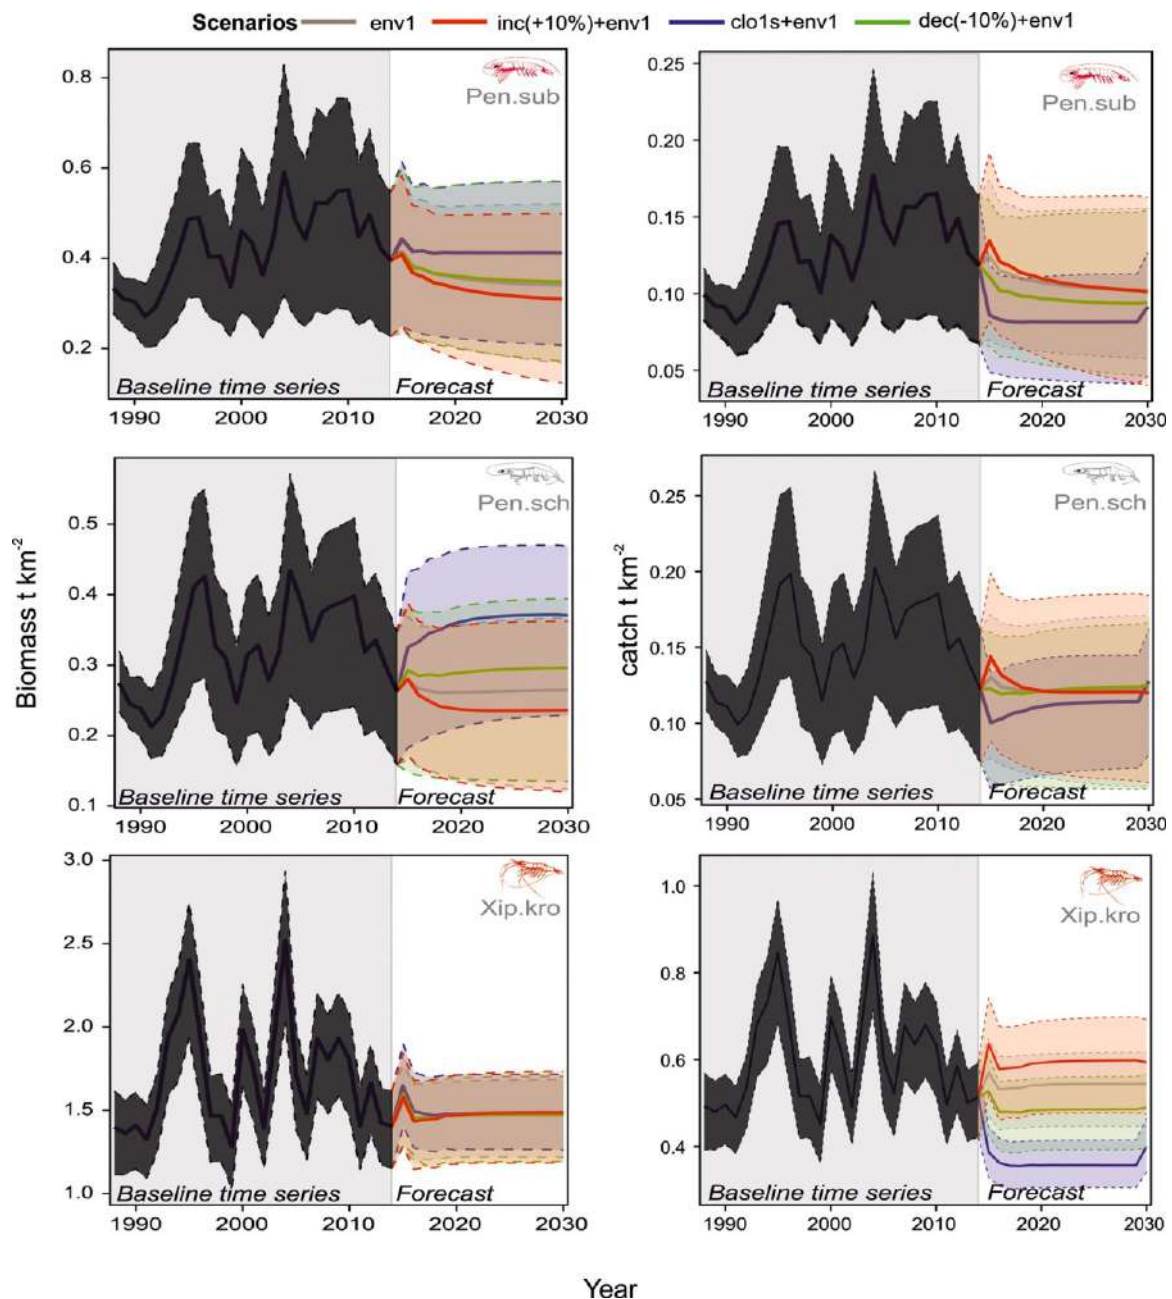 Scenarios env1 inc(+10%)+env1 clo1s+env1 dec(-10%)+env1
0.8
0.6
0.4
0.2
Pen.sub
Baseline time series Forecast
1990 2000 2010 2020 2030
0.25
0.20
0.15
0.10
0.05
Pen.sub
Baseline time series Forecast
1990 2000 2010 2020 2030
Biomass t km-2
0.5
0.4
0.3
0.2
0.1
Pen.sch
Baseline time series Forecast
1990 2000 2010 2020 2030
catch t km-2
0.25
0.20
0.15
0.10
0.05
Pen.sch
Baseline time series Forecast
1990 2000 2010 2020 2030
3.0
2.5
2.0
1.5
1.0
Xip.kro
Baseline time series Forecast
1990 2000 2010 2020 2030
1.0
0.8
0.6
0.4
Xip.kro
Baseline time series Forecast
1990 2000 2010 2020 2030
Year